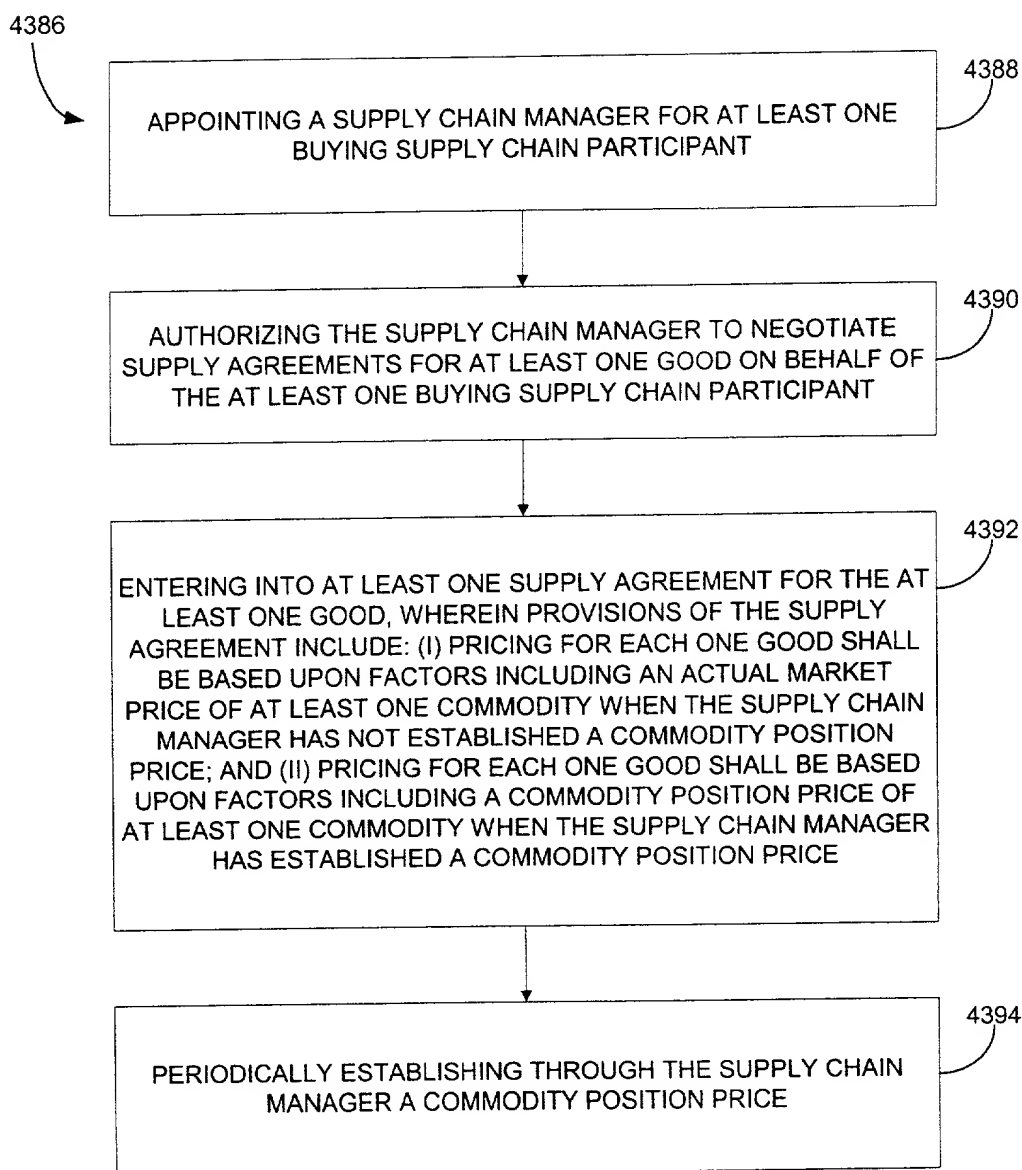 4386
4388
APPOINTING A SUPPLY CHAIN MANAGER FOR AT LEAST ONE
BUYING SUPPLY CHAIN PARTICIPANT
4390
AUTHORIZING THE SUPPLY CHAIN MANAGER TO NEGOTIATE
SUPPLY AGREEMENTS FOR AT LEAST ONE GOOD ON BEHALF OF
THE AT LEAST ONE BUYING SUPPLY CHAIN PARTICIPANT
4392
ENTERING INTO AT LEAST ONE SUPPLY AGREEMENT FOR THE AT
LEAST ONE GOOD, WHEREIN PROVISIONS OF THE SUPPLY
AGREEMENT INCLUDE: (I) PRICING FOR EACH ONE GOOD SHALL
BE BASED UPON FACTORS INCLUDING AN ACTUAL MARKET
PRICE OF AT LEAST ONE COMMODITY WHEN THE SUPPLY CHAIN
MANAGER HAS NOT ESTABLISHED A COMMODITY POSITION
PRICE; AND (II) PRICING FOR EACH ONE GOOD SHALL BE BASED
UPON FACTORS INCLUDING A COMMODITY POSITION PRICE OF
AT LEAST ONE COMMODITY WHEN THE SUPPLY CHAIN MANAGER
HAS ESTABLISHED A COMMODITY POSITION PRICE
4394
PERIODICALLY ESTABLISHING THROUGH THE SUPPLY CHAIN
MANAGER A COMMODITY POSITION PRICE